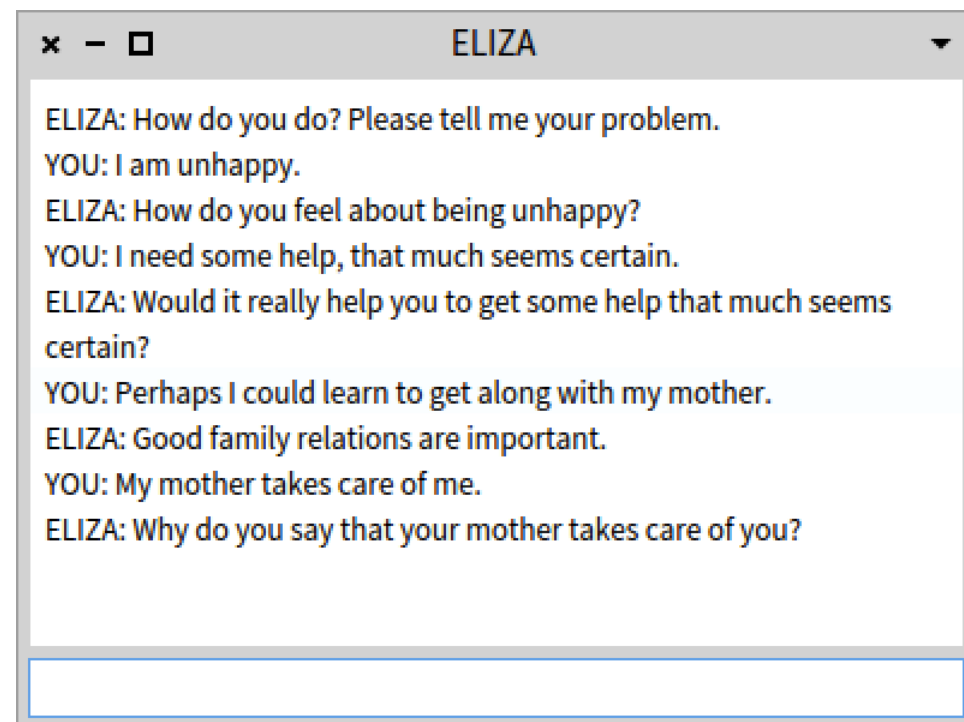 ELIZA
ELIZA: How do you do? Please tell me your problem.
YOU: I am unhappy.
ELIZA: How do you feel about being unhappy?
YOU: I need some help, that much seems certain.
ELIZA: Would it really help you to get some help that much seems
certain?
YOU: Perhaps I could learn to get along with my mother.
ELIZA: Good family relations are important.
YOU: My mother takes care of me.
ELIZA: Why do you say that your mother takes care of you?